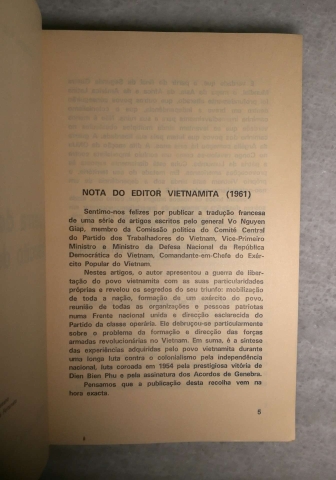 NOTA DO EDITOR VIETNAMITA (1961)
Sentimo-nos felizes por publicar a tradução francesa
de uma série de artigos escritos pelo general Vo Nguyen
Giap, membro da Comissão política do Comité Central
do Partido dos Trabalhadores do Vietnam, Vice-Primeiro
Ministro e Ministro da Defesa Nacional da República
Democrática do Vietnam, Comandante-em-Chefe do Exér-
cito Popular do Vietnam.
Nestes artigos, o autor apresentou a guerra de liber-
tação do povo vietnamita com as suas particularidades
próprias e revelou os segredos do seu triunfo: mobilização
de toda a nação, formação de um exército do povo,
reunião de todas as organizações e pessoas patriotas
numa Frente nacional unida e direcção esclarecida do
Partido da classe operária. Ele debruçou-se particularmente
sobre o problema da formação e direcção das forças
armadas revolucionárias no Vietnam. Em suma, é a síntese
das experiências adquiridas pelo povo vietnamita durante
uma longa luta contra o colonialismo pela independência
nacional, luta coroada em 1954 pela prestigiosa vitória de
Dien Bien Phu e pela assinatura dos Acordos de Genebra.
Pensamos que a publicação desta recolha vem na
hora exacta.
5